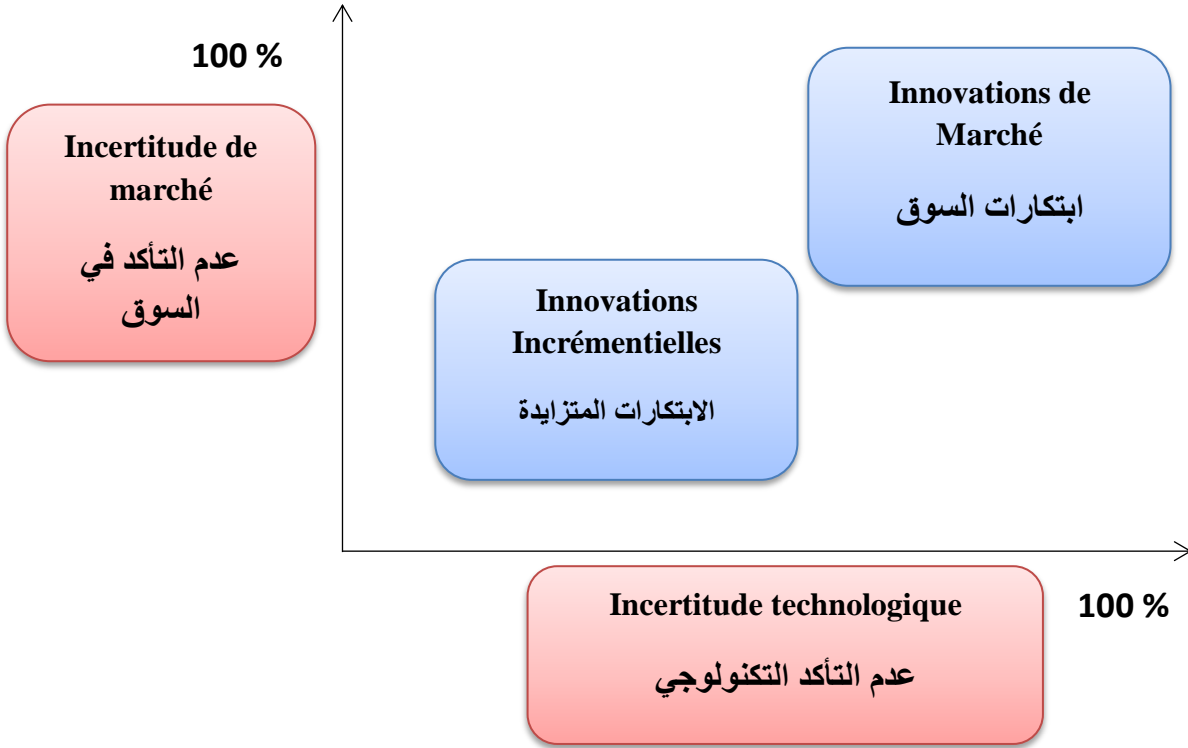 100 %
Incertitude de
marché
عدم التأكد في
السوق
Innovations de
Marché
ابتكارات السوق
Innovations
Incrémentielles
الابتكارات المتزايدة
Incertitude technologique
عدم التأكد التكنولوجي
100 %